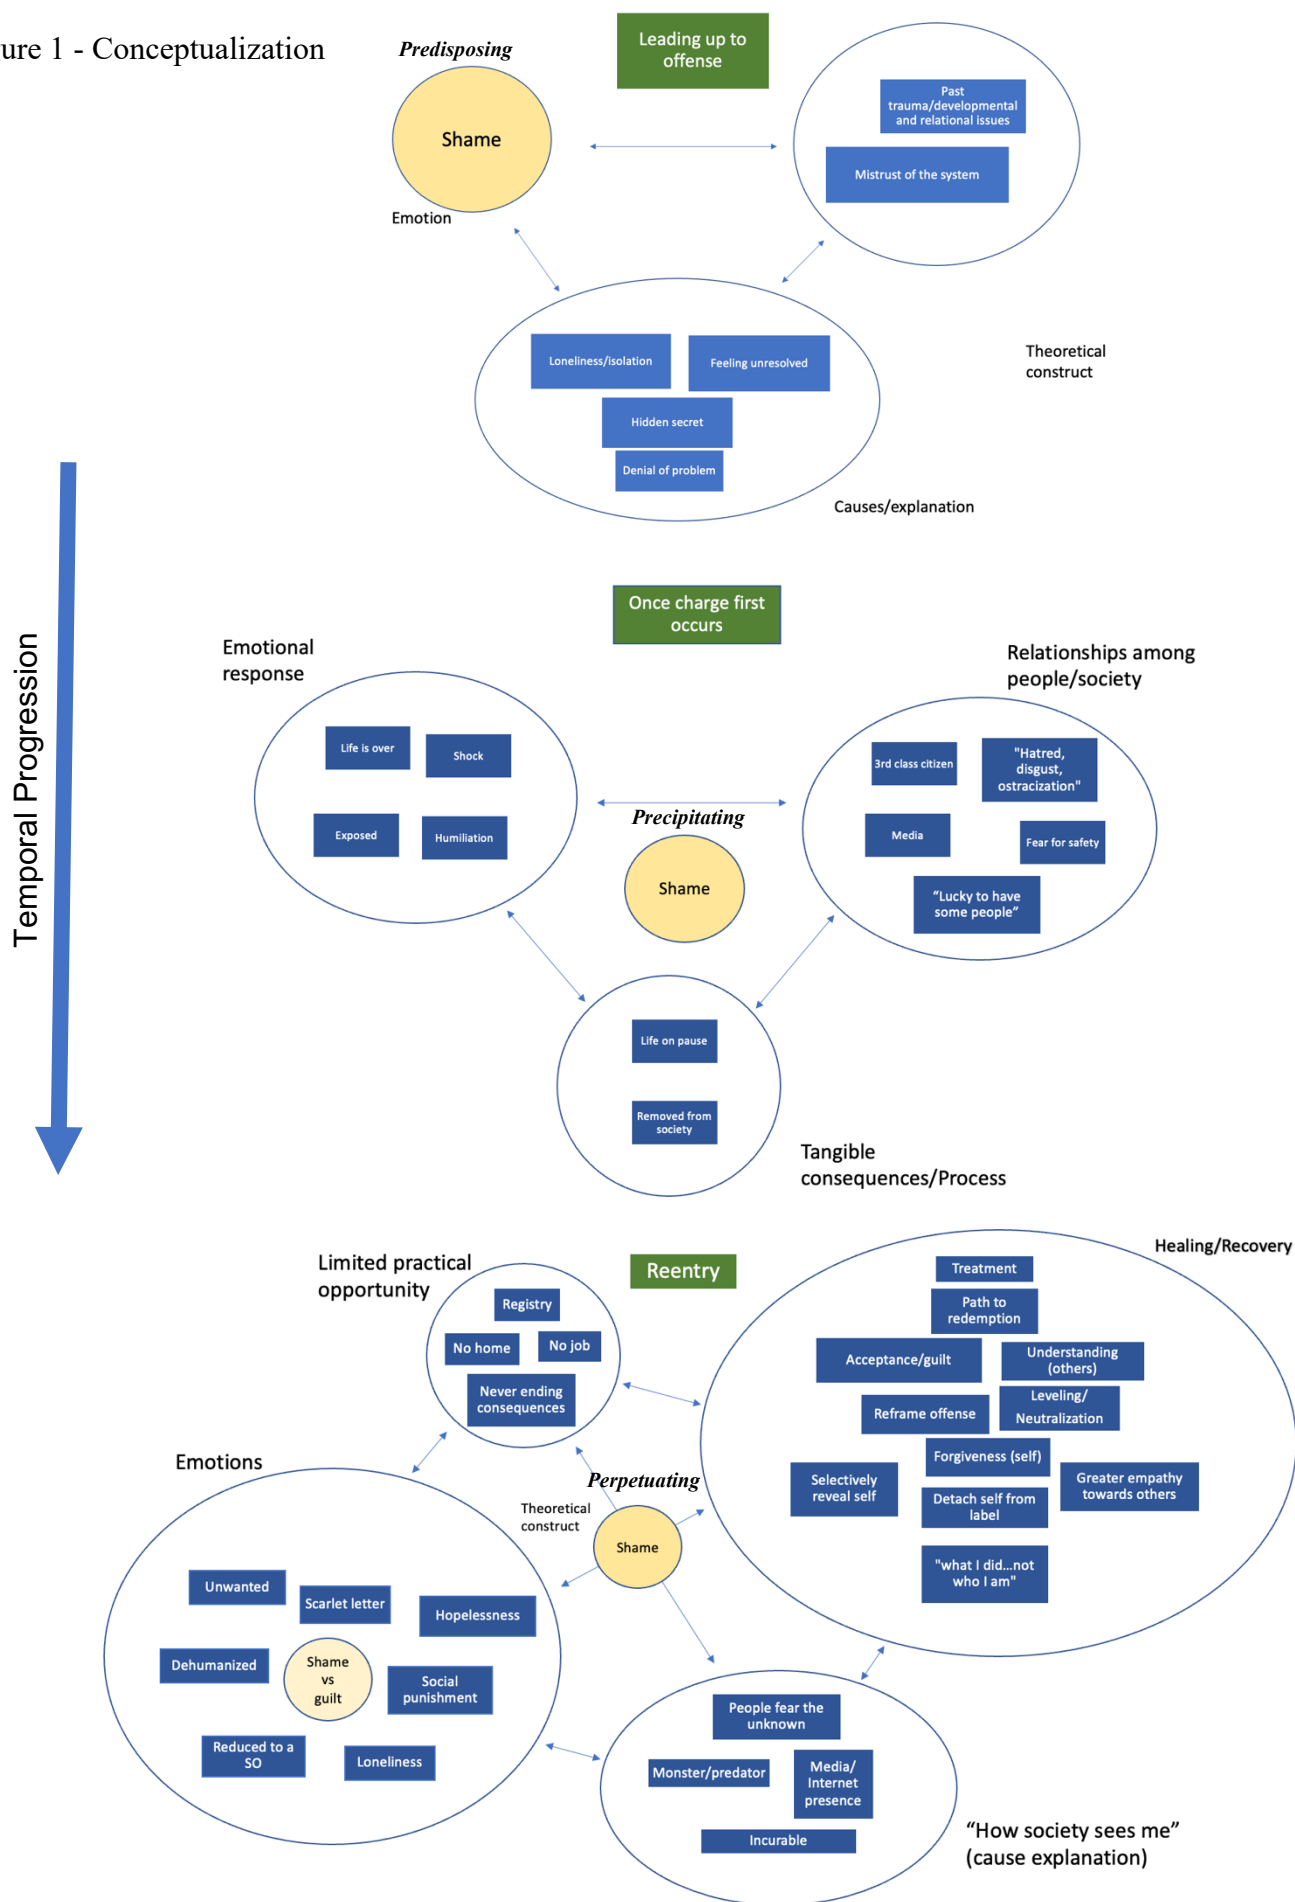 ure 1 - Conceptualization
Predisposing
Leading up to
offense
Shame
Emotion
Past
trauma/developmental
and relational issues
Mistrust of the system
Loneliness/isolation
Feeling unresolved
Hidden secret
Denial of problem
Theoretical
construct
Causes/explanation
Temporal Progression
Once charge first
occurs
Emotional
response
Life is over
Shock
Exposed
Humiliation
Relationships among
people/society
3rd class citizen
"Hatred,
disgust,
ostracization"
Media
Fear for safety
“Lucky to have
some people”
Precipitating
Shame
Life on pause
Removed from
society
Tangible
consequences/Process
Reentry
Limited practical
opportunity
Registry
No home
No job
Never ending
consequences
Healing/Recovery
Treatment
Path to
redemption
Acceptance/guilt
Understanding
(others)
Reframe offense
Leveling/
Neutralization
Forgiveness (self)
Selectively
reveal self
Greater empathy
towards others
Detach self from
label
"what I did...not
who I am"
Perpetuating
Theoretical
construct
Shame
Emotions
Unwanted
Scarlet letter
Hopelessness
Dehumanized
Shame
vs
guilt
Social
punishment
Reduced to a
SO
Loneliness
People fear the
unknown
Monster/predator
Media/
Internet
presence
Incurable
“How society sees me”
(cause explanation)